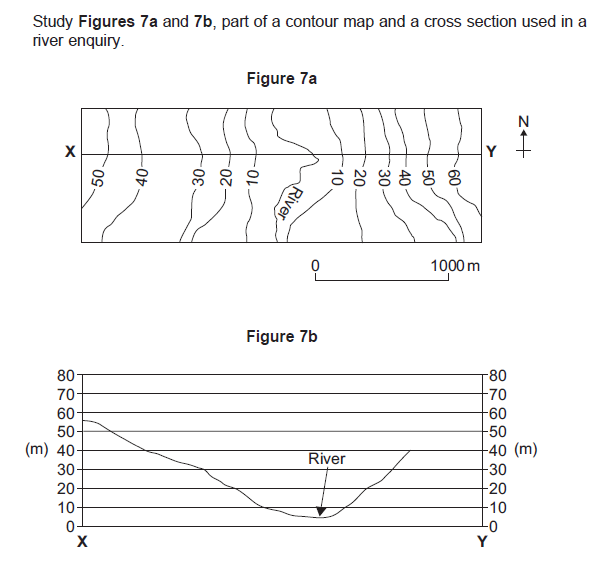 Study Figures 7a and 7b, part of a contour map and a cross section used in a
river enquiry.
Figure 7a
N
X
Y
50
40
30
20
10
River
10
20
30
40
50
60
0 1000 m
Figure 7b
80 80
70 70
60 60
50 50
(m) 40 40 (m)
River
30 30
20 20
10 10
0 0
X Y